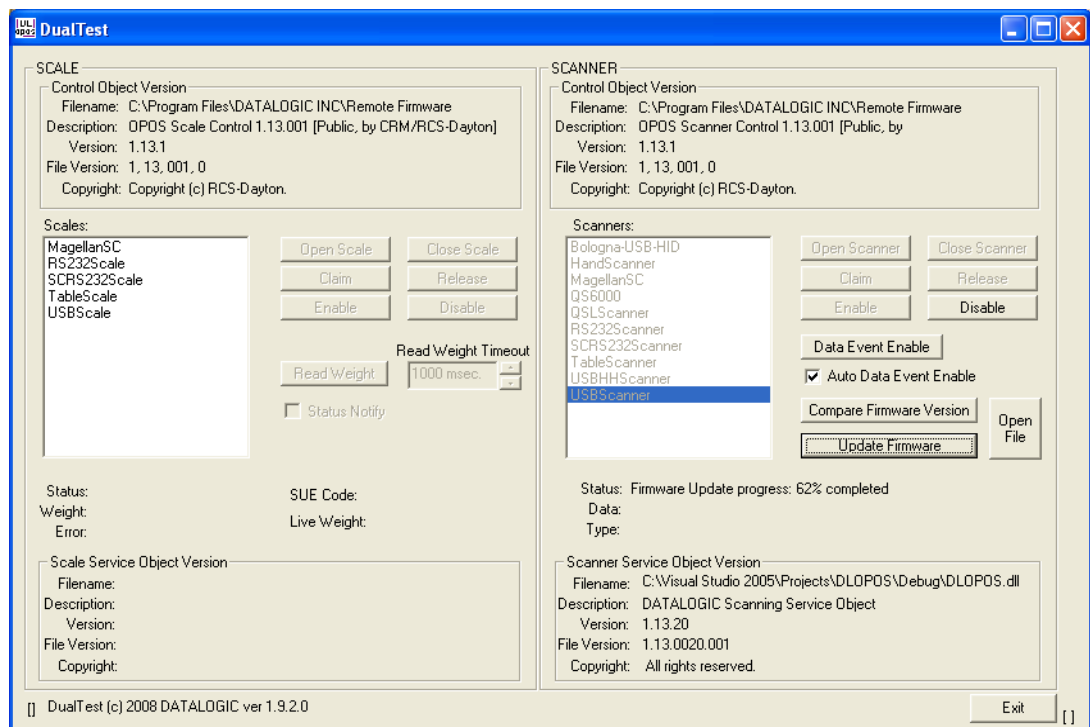 UL
opos
DualTest
SCALE
Control Object Version
Filename: C:\Program Files\DATALOGIC INC\Remote Firmware
Description: OPOS Scale Control 1.13.001 [Public, by CRM/RCS-Dayton]
Version: 1.13.1
File Version: 1, 13, 001, 0
Copyright: Copyright (c) RCS-Dayton.
Scales:
MagellanSC
RS232Scale
SCRS232Scale
TableScale
USBScale
Open Scale
Close Scale
Claim
Release
Enable
Disable
Read Weight Timeout
Read Weight
1000 msec.
Status Notify
Status:
Weight:
Error:
SUE Code:
Live Weight:
Scale Service Object Version
Filename:
Description:
Version:
File Version:
Copyright:
SCANNER
Control Object Version
Filename: C:\Program Files\DATALOGIC INC\Remote Firmware
Description: OPOS Scanner Control 1.13.001 [Public, by
Version: 1.13.1
File Version: 1, 13, 001, 0
Copyright: Copyright (c) RCS-Dayton.
Scanners:
Bologna-USB-HID
HandScanner
MagellanSC
QS6000
QSLScanner
RS232Scanner
SCRS232Scanner
TableScanner
USBHHScanner
USBScanner
Open Scanner
Close Scanner
Claim
Release
Enable
Disable
Data Event Enable
Auto Data Event Enable
Compare Firmware Version
Update Firmware
Open
File
Status: Firmware Update progress: 62% completed
Data:
Type:
Scanner Service Object Version
Filename: C:\Visual Studio 2005\Projects\DLOPOS\Debug\DLOPOS.dll
Description: DATALOGIC Scanning Service Object
Version: 1.13.20
File Version: 1.13.0020.001
Copyright: All rights reserved.
[] DualTest (c) 2008 DATALOGIC ver 1.9.2.0
Exit
[ ]